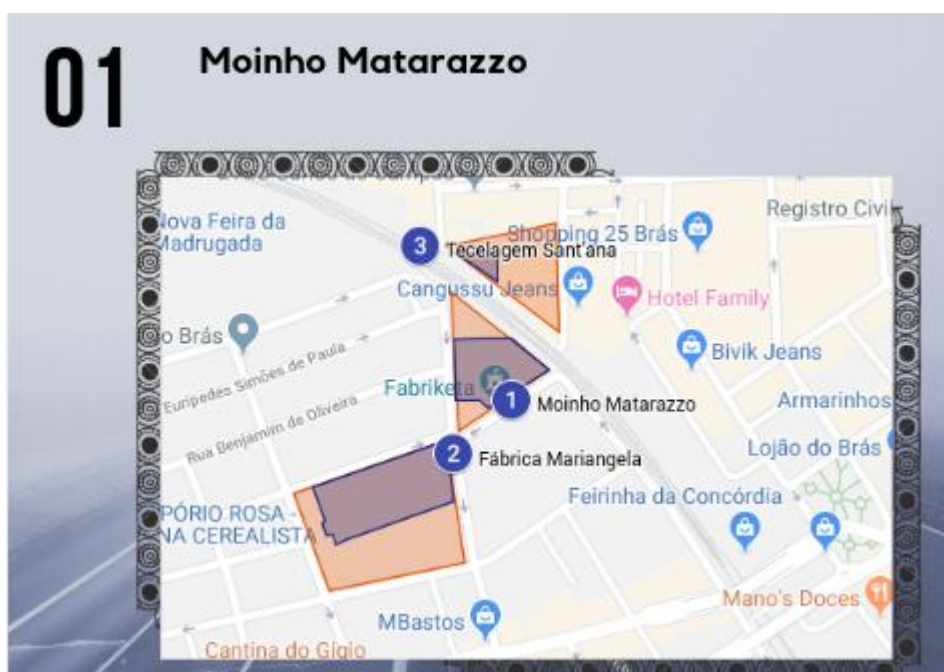 01
Moinho Matarazzo
Nova Feira da
Madrugada
Registro Civi
3
Tecelagem Sant'ana
Shopping 25 Brás
Cangussu Jeans
Hotel Family
o Brás
Euripedes Simões de Paula
Bivik Jeans
Fabriketa
1
Moinho Matarazzo
Armarinhos
Rua Benjamim de Oliveira
2
Fábrica Mariangela
Lojão do Brás
Feirinha da Concórdia
PÓRIO ROSA -
NA CEREALISTA
Mano's Doces
MBastos
Cantina do Gigio